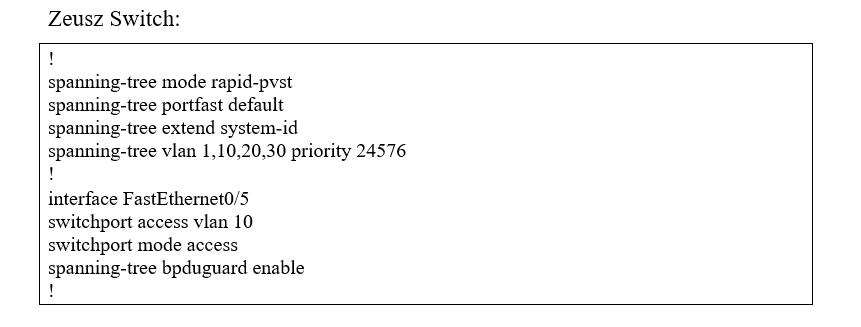 Zeusz Switch:
!
spanning-tree mode rapid-pvst
spanning-tree portfast default
spanning-tree extend system-id
spanning-tree vlan 1,10,20,30 priority 24576
!
interface FastEthernet0/5
switchport access vlan 10
switchport mode access
spanning-tree bpduguard enable
!